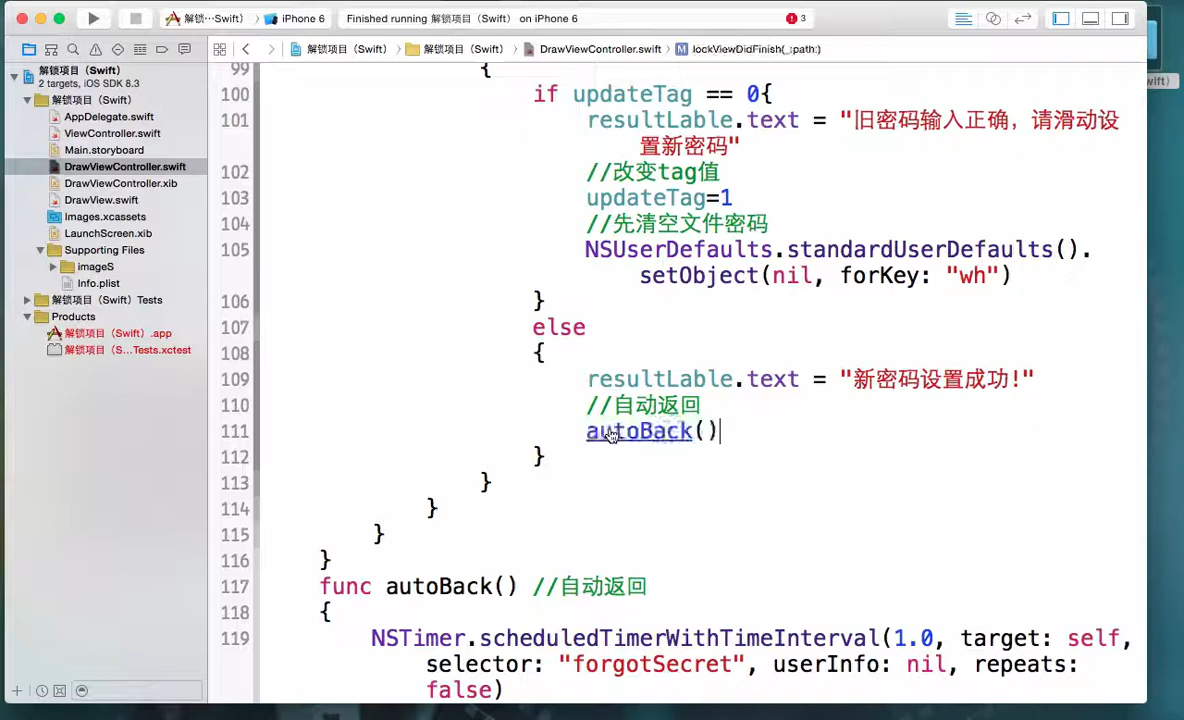 解锁···Swift) 〉 iPhone 6
Finished running 解锁项目（Swift）on iPhone 6
3
解锁项目（Swift） 〉 解锁项目（Swift） 〉 DrawViewController.swift 〉 M lockViewDidFinish(_:path:)
解锁项目（Swift）
2 targets, iOS SDK 8.3
解锁项目（Swift）
AppDelegate.swift
ViewController.swift
Main.storyboard
DrawViewController.swift
DrawViewController.xib
DrawView.swift
Images.xcassets
LaunchScreen.xib
Supporting Files
imageS
Info.plist
解锁项目（Swift）Tests
Products
解锁项目（Swift）.app
解锁项目（S...Tests.xctest
99 {
100 if updateTag == 0{
101 resultLable.text = "旧密码输入正确，请滑动设
置新密码"
102 //改变tag值
103 updateTag=1
104 //先清空文件密码
105 NSUserDefaults.standardUserDefaults().
setObject(nil, forKey: "wh")
106 }
107 else
108 {
109 resultLable.text = "新密码设置成功!"
110 //自动返回
111 autoBack()
112 }
113 }
114 }
115 }
116 }
117 func autoBack() //自动返回
118 {
119 NSTimer.scheduledTimerWithTimeInterval(1.0, target: self,
selector: "forgotSecret", userInfo: nil, repeats:
false)
wift)